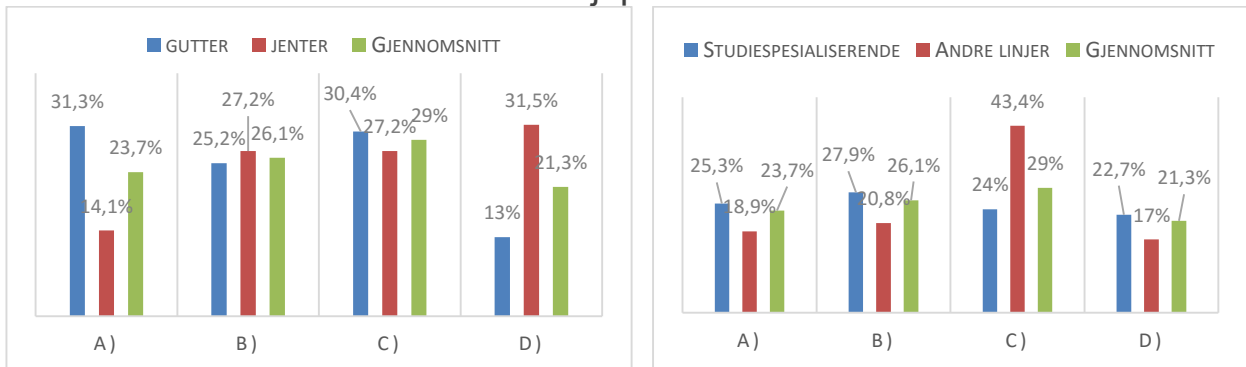 GUTTER JENTER GJENNOMSNITT
31,3% 14,1% 23,7%
25,2% 27,2% 26,1%
30,4% 27,2% 29%
13% 31,5% 21,3%
A) B) C) D)
STUDIESPESIALISERENDE ANDRE LINJER GJENNOMSNITT
25,3% 18,9% 23,7%
27,9% 20,8% 26,1%
24% 43,4% 29%
22,7% 17% 21,3%
A) B) C) D)